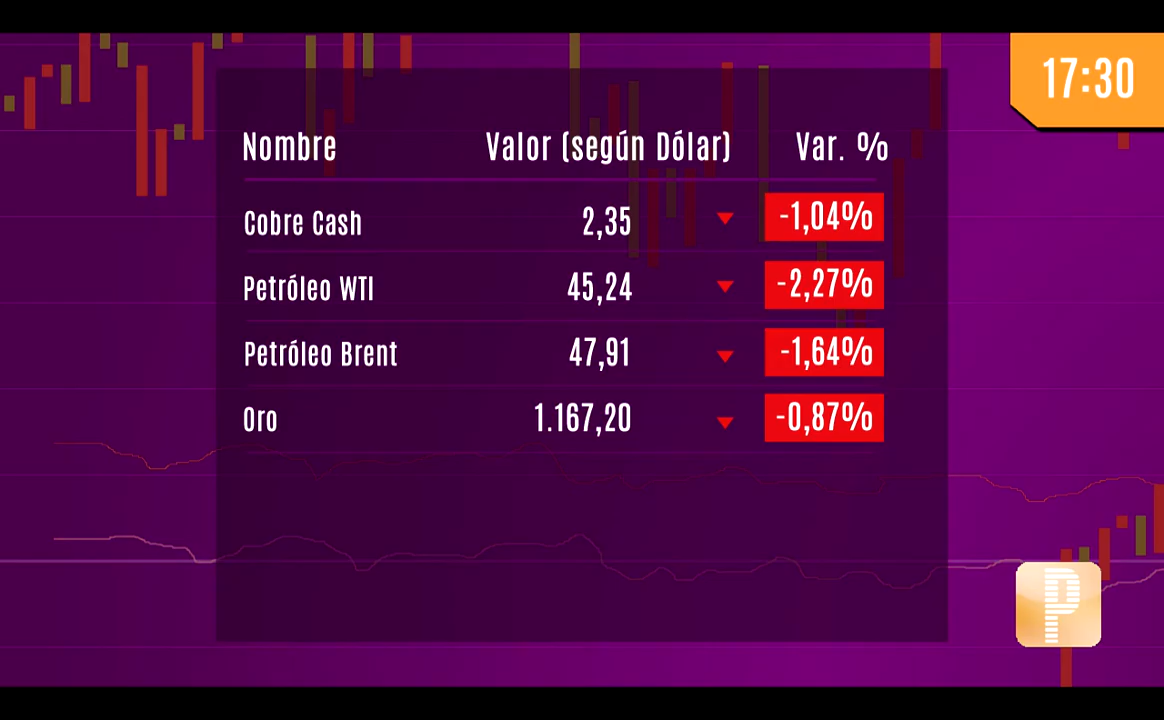 17:30
Nombre Valor (según Dólar) Var. %
Cobre Cash 2,35 -1,04%
Petróleo WTI 45,24 -2,27%
Petróleo Brent 47,91 -1,64%
Oro 1.167,20 -0,87%
P